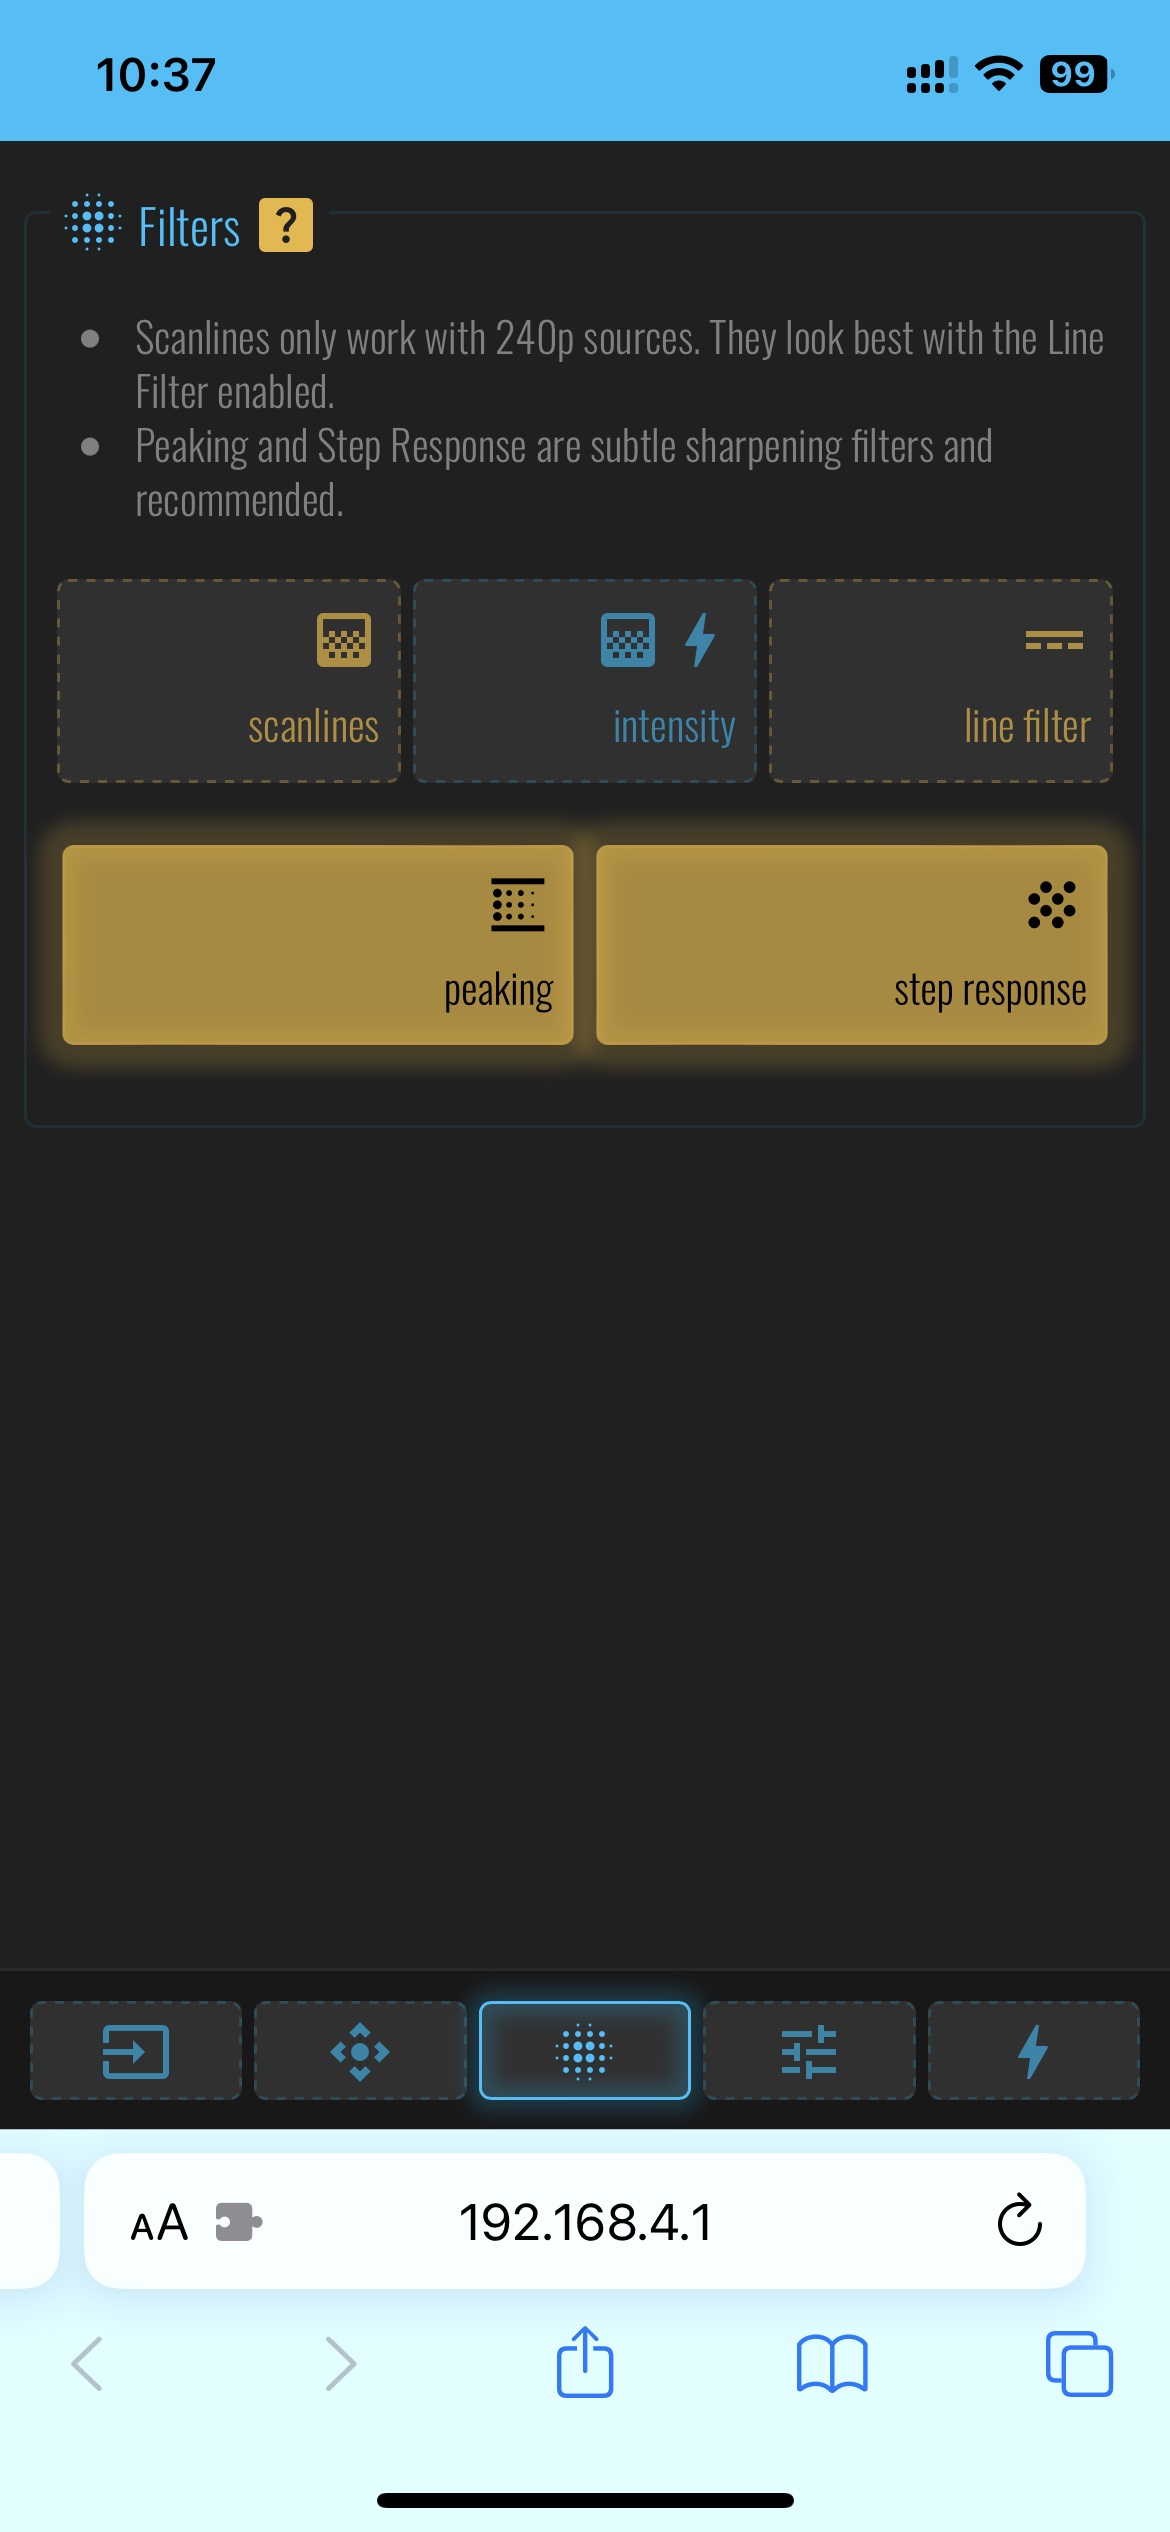 10:37
99
Filters ?
Scanlines only work with 240p sources. They look best with the Line
Filter enabled.
Peaking and Step Response are subtle sharpening filters and
recommended.
scanlines
intensity
line filter
peaking
step response
AA
192.168.4.1